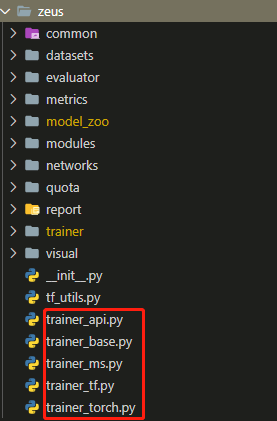 zeus
common
datasets
evaluator
metrics
model_zoo
modules
networks
quota
report
trainer
visual
__init__.py
tf_utils.py
trainer_api.py
trainer_base.py
trainer_ms.py
trainer_tf.py
trainer_torch.py